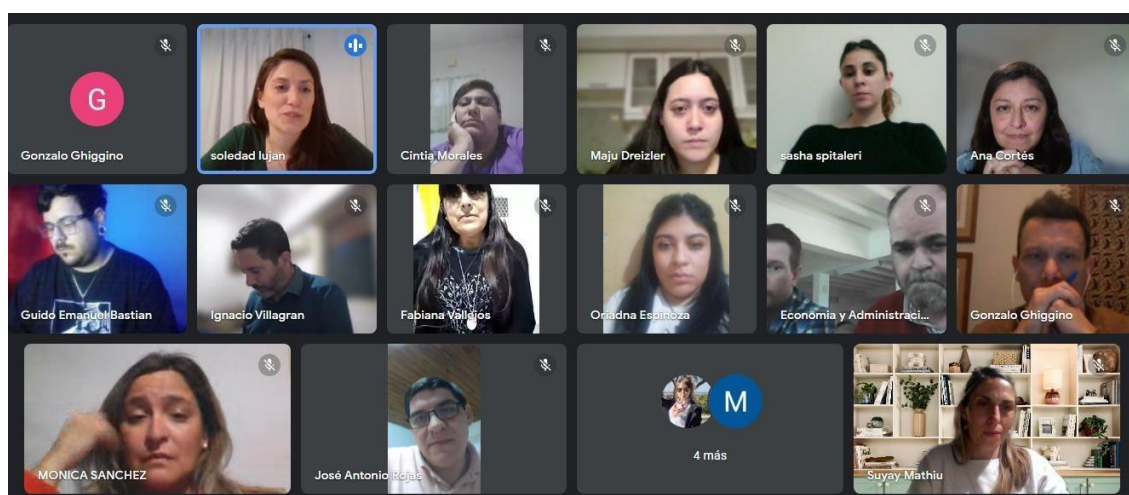 G
Gonzalo Ghiggino
soledad lujan
Cintia Morales
Maju Dreizler
sasha spitaleri
Ana Cortés
Guido Emanuel Bastian
Ignacio Villagran
Fabiana Vallejos
Oriadna Espinoza
Economia y Administraci...
Gonzalo Ghiggino
MONICA SANCHEZ
José Antonio Rojas
M
4 más
Suyay Mathiu